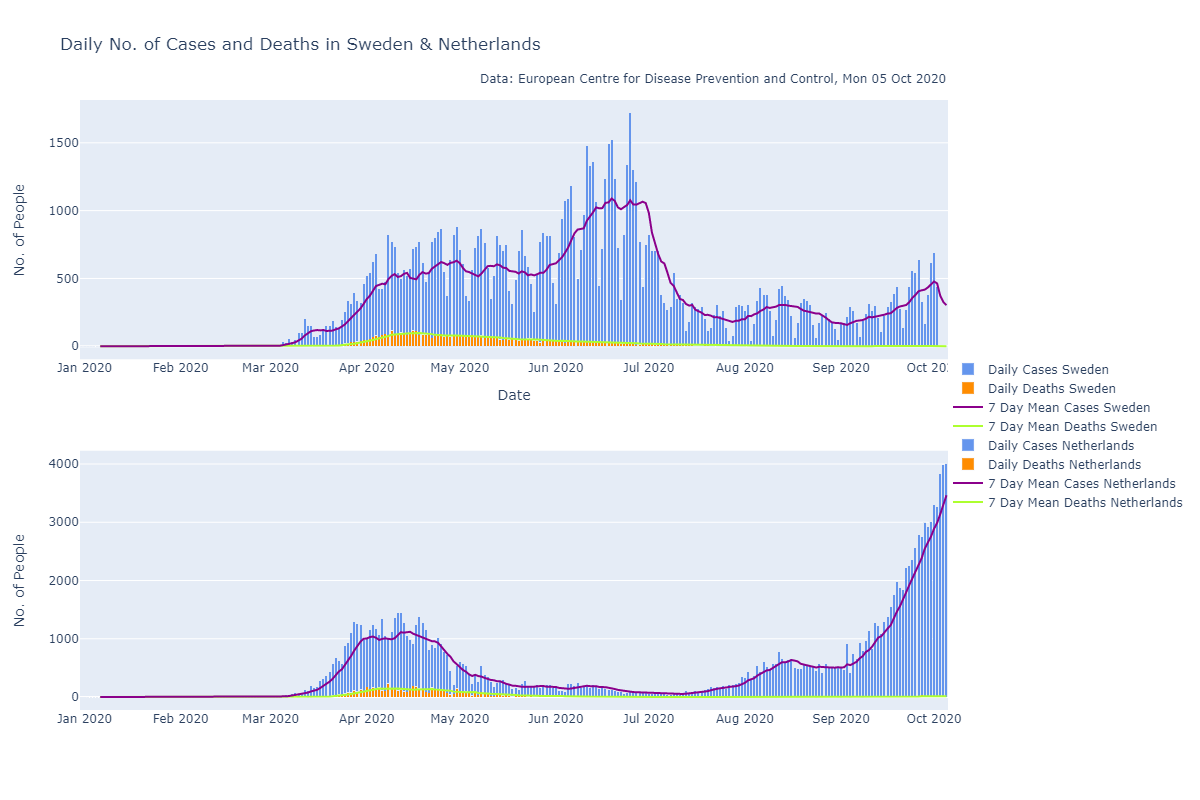 Daily No. of Cases and Deaths in Sweden & Netherlands
Data: European Centre for Disease Prevention and Control, Mon 05 Oct 2020
No. of People
1500
1000
500
0
Jan 2020 Feb 2020 Mar 2020 Apr 2020 May 2020 Jun 2020 Jul 2020 Aug 2020 Sep 2020 Oct 2020
Date
Daily Cases Sweden
Daily Deaths Sweden
7 Day Mean Cases Sweden
7 Day Mean Deaths Sweden
Daily Cases Netherlands
Daily Deaths Netherlands
7 Day Mean Cases Netherlands
7 Day Mean Deaths Netherlands
No. of People
4000
3000
2000
1000
0
Jan 2020 Feb 2020 Mar 2020 Apr 2020 May 2020 Jun 2020 Jul 2020 Aug 2020 Sep 2020 Oct 2020